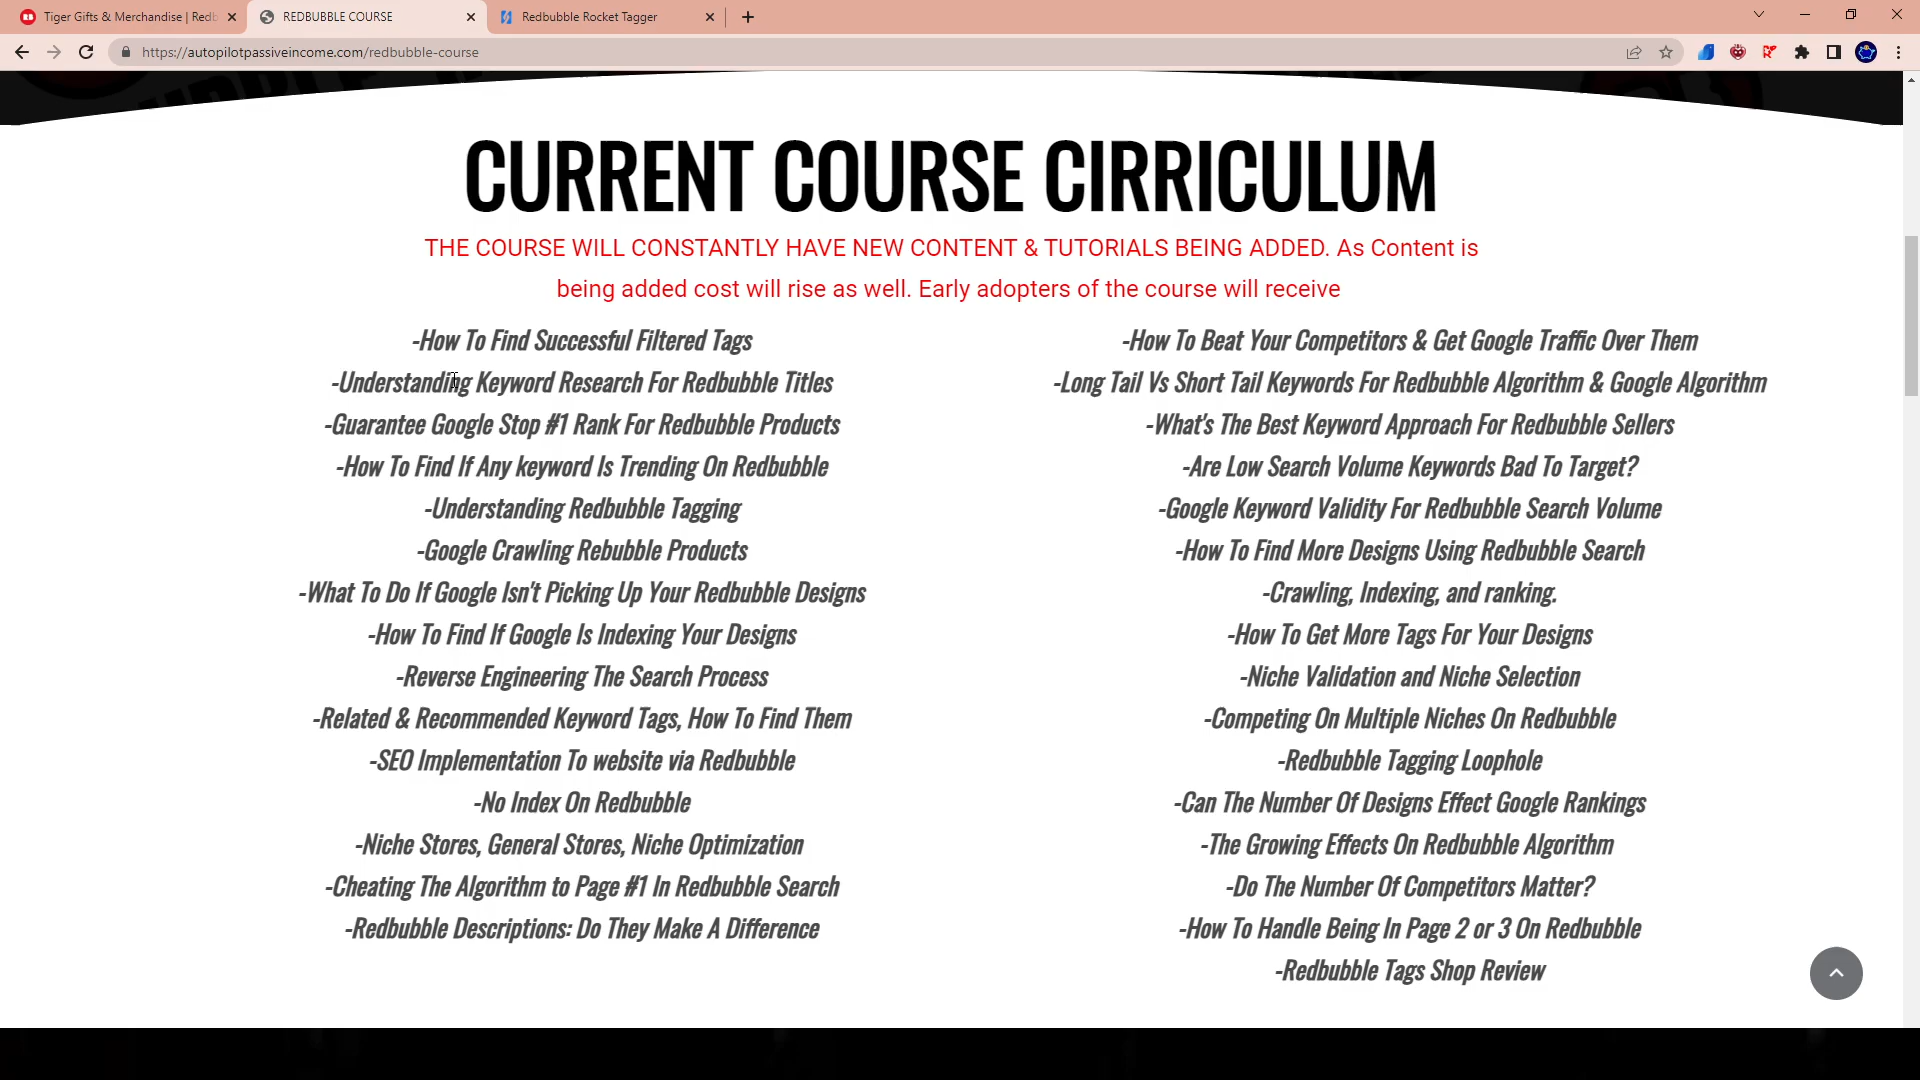 Tiger Gifts & Merchandise | Redb
REDBUBBLE COURSE
Redbubble Rocket Tagger
https://autopilotpassiveincome.com/redbubble-course
CURRENT COURSE CIRRICULUM
THE COURSE WILL CONSTANTLY HAVE NEW CONTENT & TUTORIALS BEING ADDED. As Content is
being added cost will rise as well. Early adopters of the course will receive
-How To Find Successful Filtered Tags
-Understanding Keyword Research For Redbubble Titles
-Guarantee Google Stop #1 Rank For Redbubble Products
-How To Find If Any keyword Is Trending On Redbubble
-Understanding Redbubble Tagging
-Google Crawling Rebubble Products
-What To Do If Google Isn't Picking Up Your Redbubble Designs
-How To Find If Google Is Indexing Your Designs
-Reverse Engineering The Search Process
-Related & Recommended Keyword Tags, How To Find Them
-SEO Implementation To website via Redbubble
-No Index On Redbubble
-Niche Stores, General Stores, Niche Optimization
-Cheating The Algorithm to Page #1 In Redbubble Search
-Redbubble Descriptions: Do They Make A Difference
-How To Beat Your Competitors & Get Google Traffic Over Them
-Long Tail Vs Short Tail Keywords For Redbubble Algorithm & Google Algorithm
-What's The Best Keyword Approach For Redbubble Sellers
-Are Low Search Volume Keywords Bad To Target?
-Google Keyword Validity For Redbubble Search Volume
-How To Find More Designs Using Redbubble Search
-Crawling, Indexing, and ranking.
-How To Get More Tags For Your Designs
-Niche Validation and Niche Selection
-Competing On Multiple Niches On Redbubble
-Redbubble Tagging Loophole
-Can The Number Of Designs Effect Google Rankings
-The Growing Effects On Redbubble Algorithm
-Do The Number Of Competitors Matter?
-How To Handle Being In Page 2 or 3 On Redbubble
-Redbubble Tags Shop Review